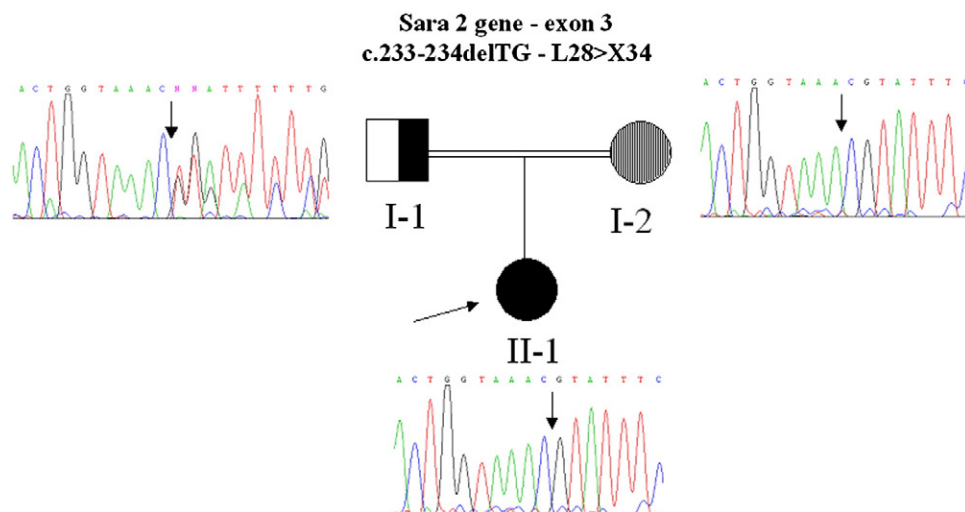 Sara 2 gene - exon 3
c.233-234delTG - L28>X34
A C T G G T A A A C N N A T T T T T G
A C T G G T A A A C G T A T T T C
I-1
I-2
II-1
A C T G G T A A A C G T A T T T C